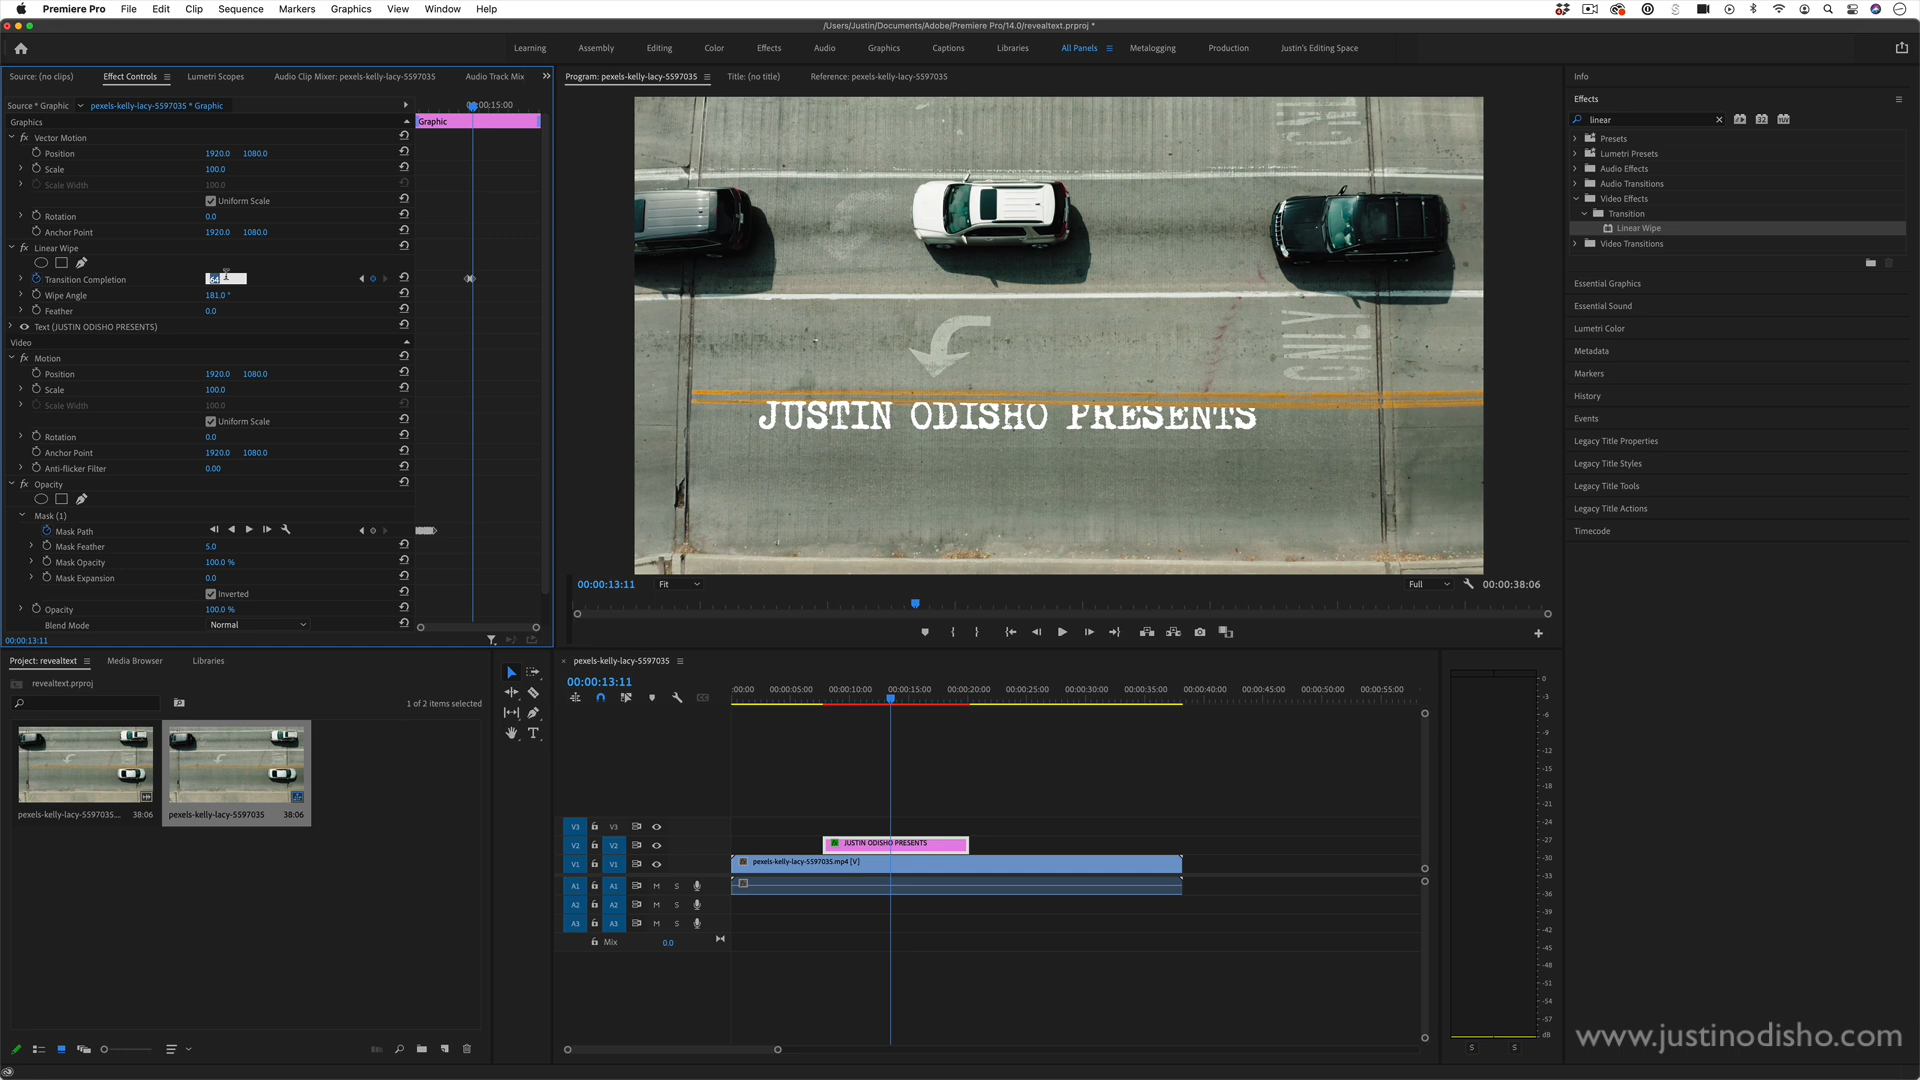 Premiere Pro File Edit Clip Sequence Markers Graphics View Window Help
/Users/Justin/Documents/Adobe/Premiere Pro/14.0/revealtext.prproj *
Learning Assembly Editing Color Effects Audio Graphics Captions Libraries All Panels Metalogging Production Justin's Editing Space
Source: (no clips) Effect Controls Lumetri Scopes Audio Clip Mixer: pexels-kelly-lacy-5597035 Audio Track Mix
Source * Graphic pexels-kelly-lacy-5597035 * Graphic
Graphics Graphic
fx Vector Motion
Position 1920.0 1080.0
Scale 100.0
Scale Width 100.0
Uniform Scale
Rotation 0.0
Anchor Point 1920.0 1080.0
fx Linear Wipe
Transition Completion
Wipe Angle 181.0 °
Feather 0.0
Text (JUSTIN ODISHO PRESENTS)
Video
fx Motion
Position 1920.0 1080.0
Scale 100.0
Scale Width 100.0
Uniform Scale
Rotation 0.0
Anchor Point 1920.0 1080.0
Anti-flicker Filter 0.00
fx Opacity
Mask (1)
Mask Path
Mask Feather 5.0
Mask Opacity 100.0 %
Mask Expansion 0.0
Inverted
Opacity 100.0 %
Blend Mode Normal
00:00:13:11
Program: pexels-kelly-lacy-5597035 Title: (no title) Reference: pexels-kelly-lacy-5597035
JUSTIN ODISHO PRESENTS
00:00:13:11 Fit Full 00:00:38:06
Info
Effects
linear
Presets
Lumetri Presets
Audio Effects
Audio Transitions
Video Effects
Transition
Linear Wipe
Video Transitions
Essential Graphics
Essential Sound
Lumetri Color
Metadata
Markers
History
Events
Legacy Title Properties
Legacy Title Styles
Legacy Title Tools
Legacy Title Actions
Timecode
Project: revealtext Media Browser Libraries
revealtext.prproj
1 of 2 items selected
pexels-kelly-lacy-5597035.... 38:06 pexels-kelly-lacy-5597035 38:06
pexels-kelly-lacy-5597035
00:00:13:11
:00:00 00:00:05:00 00:00:10:00 00:00:15:00 00:00:20:00 00:00:25:00 00:00:30:00 00:00:35:00 00:00:40:00 00:00:45:00 00:00:50:00 00:00:55:00
V3 V3
V2 V2 JUSTIN ODISHO PRESENTS
V1 V1 pexels-kelly-lacy-5597035.mp4 [V]
A1 A1 M S
A2 A2 M S
A3 A3 M S
Mix 0.0
0
-3
-6
-9
-12
-15
-18
-21
-24
-27
-30
-33
-36
-39
-42
-45
-48
-51
-54
-57
dB
S S
www.justinodisho.com